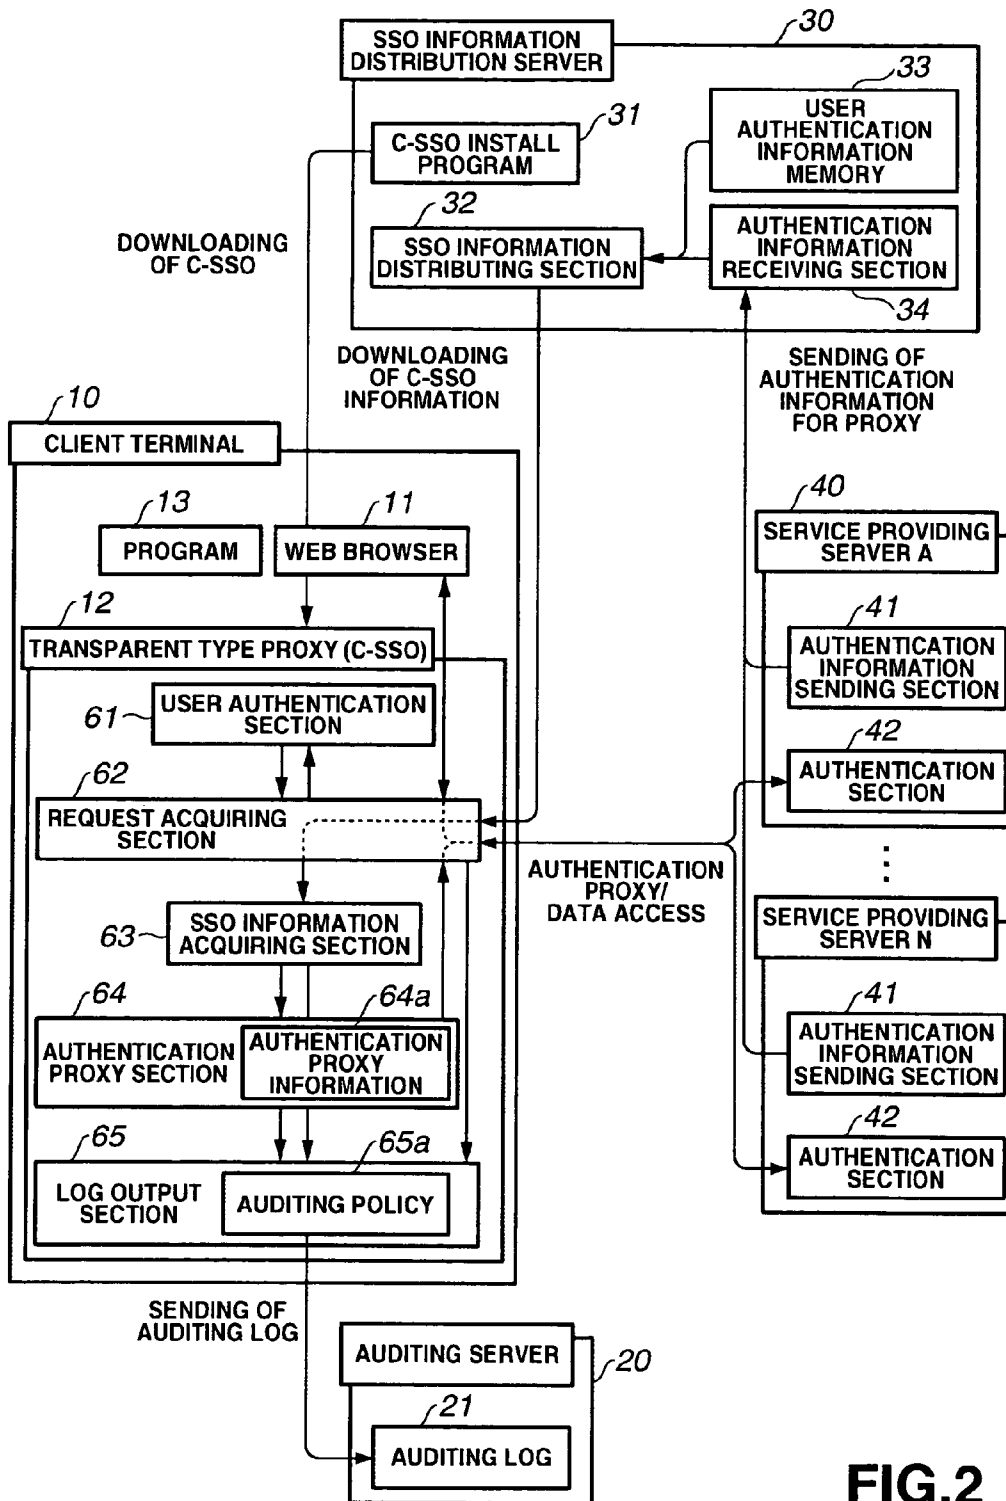 30
SSO INFORMATION
DISTRIBUTION SERVER
33
USER
AUTHENTICATION
INFORMATION
MEMORY
31
C-SSO INSTALL
PROGRAM
32
SSO INFORMATION
DISTRIBUTING SECTION
AUTHENTICATION
INFORMATION
RECEIVING SECTION
34
DOWNLOADING
OF C-SSO
DOWNLOADING
OF C-SSO
INFORMATION
SENDING OF
AUTHENTICATION
INFORMATION
FOR PROXY
10
CLIENT TERMINAL
13
PROGRAM
11
WEB BROWSER
12
TRANSPARENT TYPE PROXY (C-SSO)
61
USER AUTHENTICATION
SECTION
62
REQUEST ACQUIRING
SECTION
63
SSO INFORMATION
ACQUIRING SECTION
64
AUTHENTICATION
PROXY SECTION
64a
AUTHENTICATION
PROXY
INFORMATION
65
LOG OUTPUT
SECTION
65a
AUDITING POLICY
40
SERVICE PROVIDING
SERVER A
41
AUTHENTICATION
INFORMATION
SENDING SECTION
42
AUTHENTICATION
SECTION
AUTHENTICATION
PROXY/
DATA ACCESS
SERVICE PROVIDING
SERVER N
41
AUTHENTICATION
INFORMATION
SENDING SECTION
42
AUTHENTICATION
SECTION
SENDING OF
AUDITING LOG
AUDITING SERVER
20
21
AUDITING LOG
FIG.2